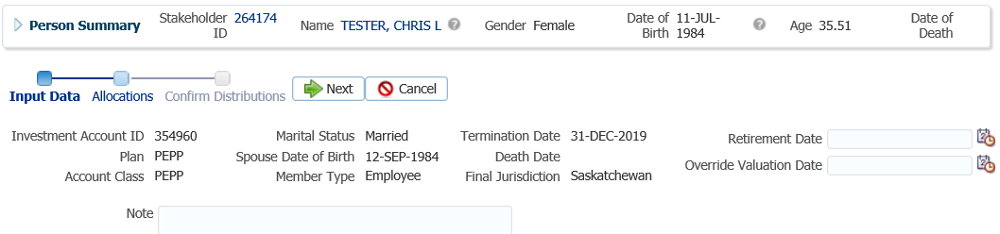 Person Summary Stakeholder ID 264174 Name TESTER, CHRIS L Gender Female Date of Birth 11-JUL-1984 Age 35.51 Date of Death
Input Data Allocations Confirm Distributions Next Cancel
Investment Account ID 354960 Marital Status Married Termination Date 31-DEC-2019 Retirement Date
Plan PEPP Spouse Date of Birth 12-SEP-1984 Death Date Override Valuation Date
Account Class PEPP Member Type Employee Final Jurisdiction Saskatchewan
Note